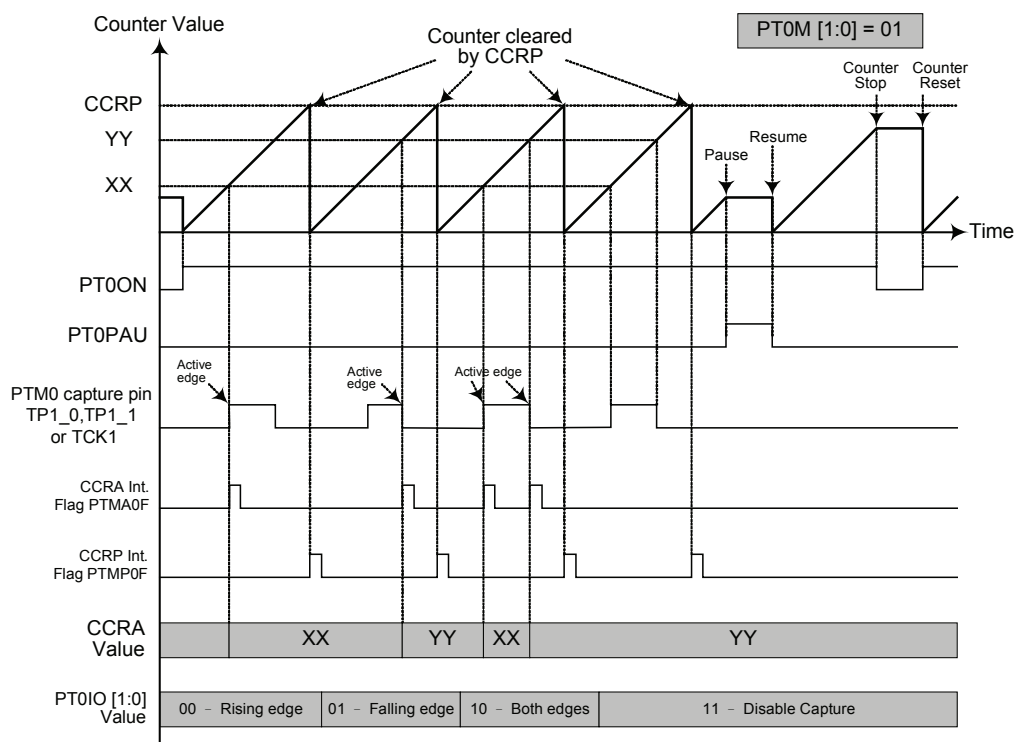 Counter Value
Counter cleared
by CCRP
PT0M [1:0] = 01
Counter
Stop
Counter
Reset
CCRP
YY
XX
Pause
Resume
Time
PT0ON
PT0PAU
Active
edge
Active
edge
Active edge
PTM0 capture pin
TP1_0,TP1_1
or TCK1
CCRA Int.
Flag PTMA0F
CCRP Int.
Flag PTMP0F
CCRA
Value
XX
YY
XX
YY
PT0IO [1:0]
Value
00 – Rising edge
01 – Falling edge
10 – Both edges
11 – Disable Capture